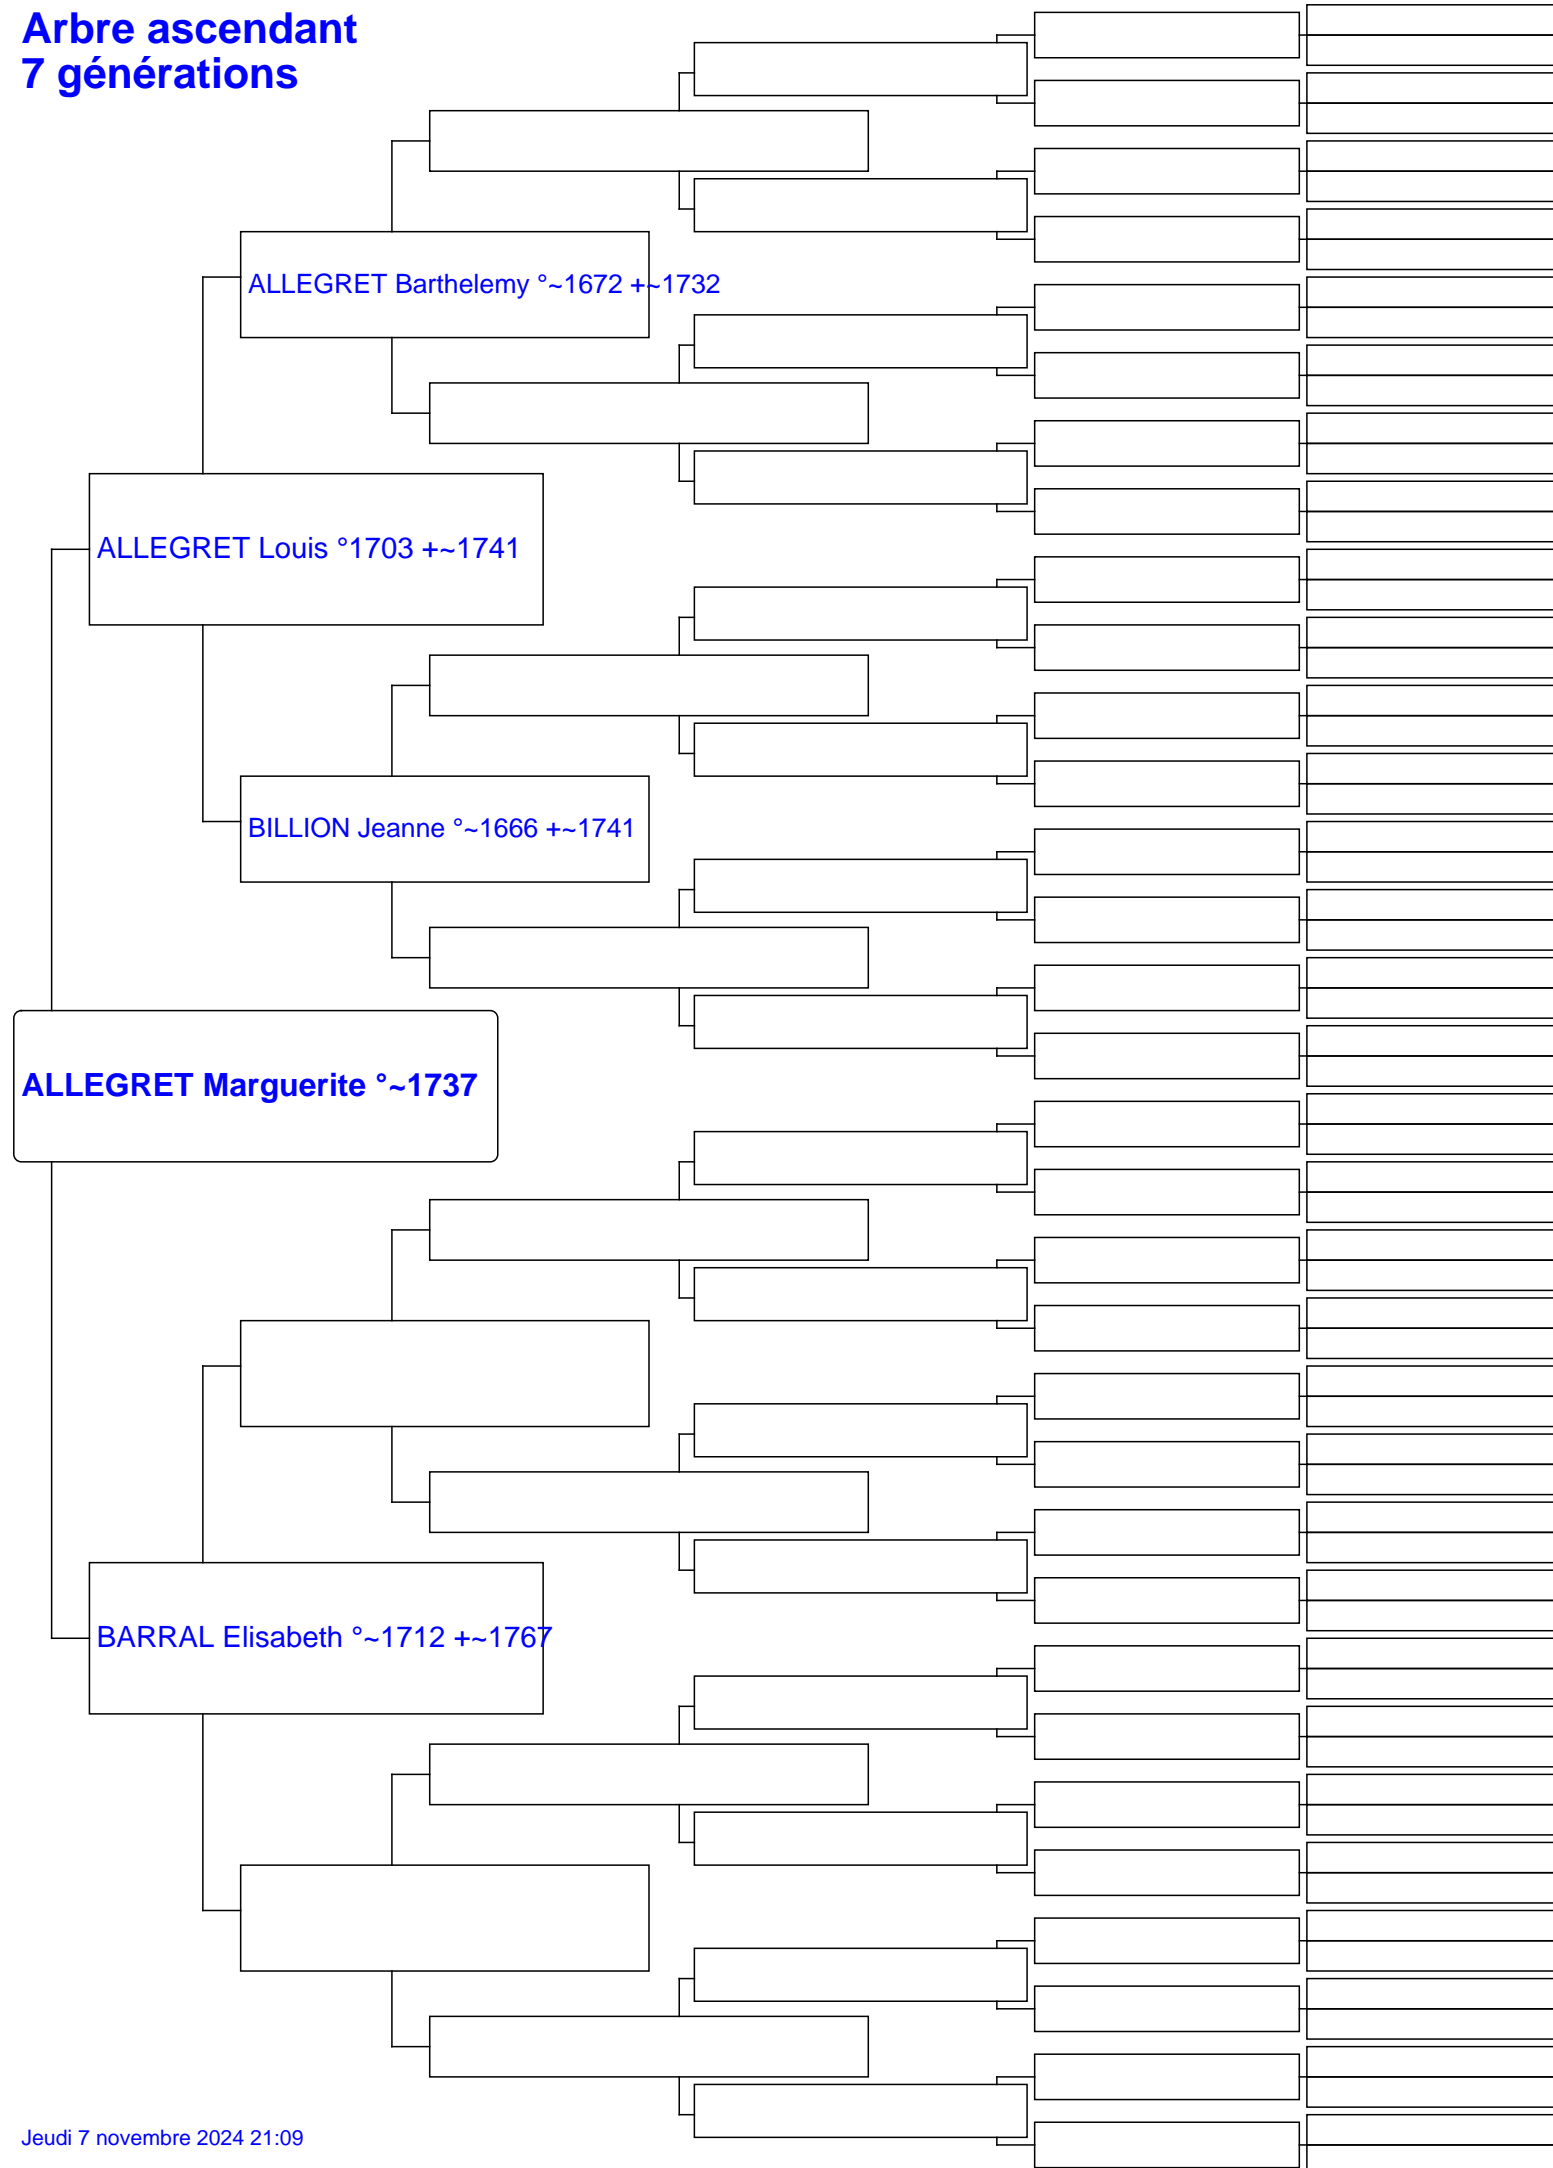 Arbre ascendant
7 générations
ALLEGRET Barthelemy °~1672 +~1732
ALLEGRET Louis °1703 +~1741
BILLION Jeanne °~1666 +~1741
ALLEGRET Marguerite °~1737
BARRAL Elisabeth °~1712 +~1767
Jeudi 7 novembre 2024 21:09